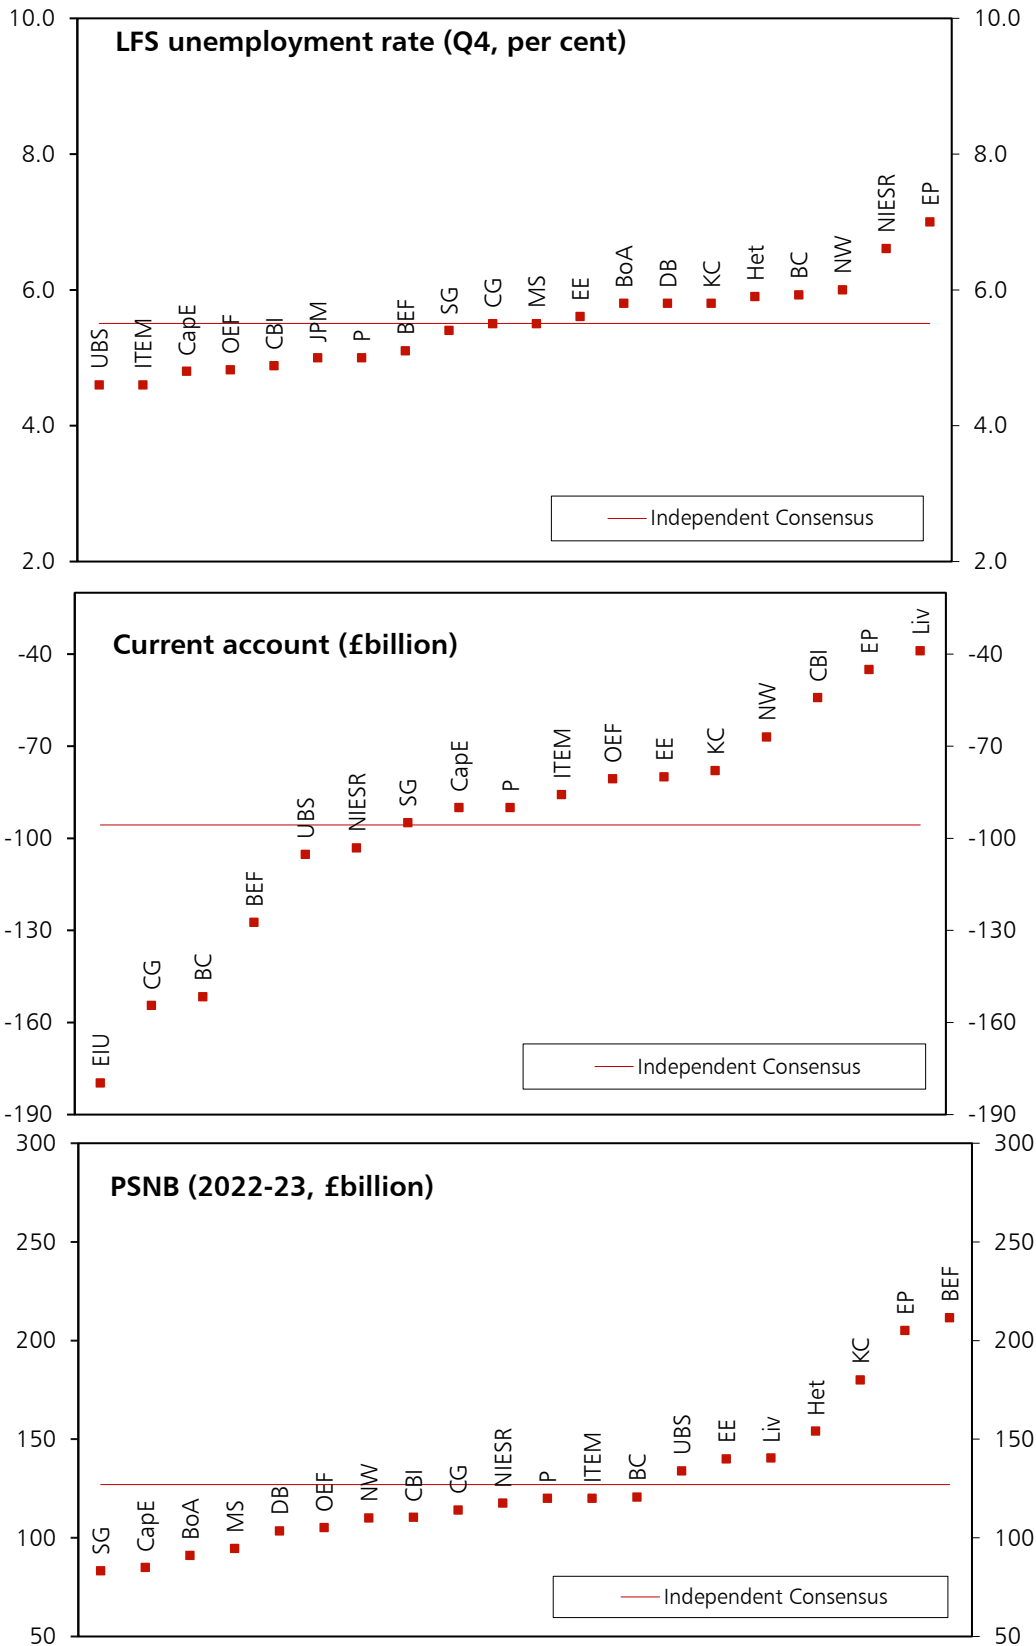 LFS unemployment rate (Q4, per cent)
10.0 10.0
8.0 8.0
6.0 6.0
4.0 4.0
2.0 2.0
UBS ITEM CapE OEF CBI JPM P BEF SG CG MS EE BoA DB KC Het BC NW NIESR EP
Independent Consensus
Current account (£billion)
-40 -40
-70 -70
-100 -100
-130 -130
-160 -160
-190 -190
EIU CG BC BEF UBS NIESR SG CapE P ITEM OEF EE KC NW CBI EP Liv
Independent Consensus
PSNB (2022-23, £billion)
300 300
250 250
200 200
150 150
100 100
50 50
SG CapE BoA MS DB OEF NW CBI CG NIESR P ITEM BC UBS EE Liv Het KC EP BEF
Independent Consensus